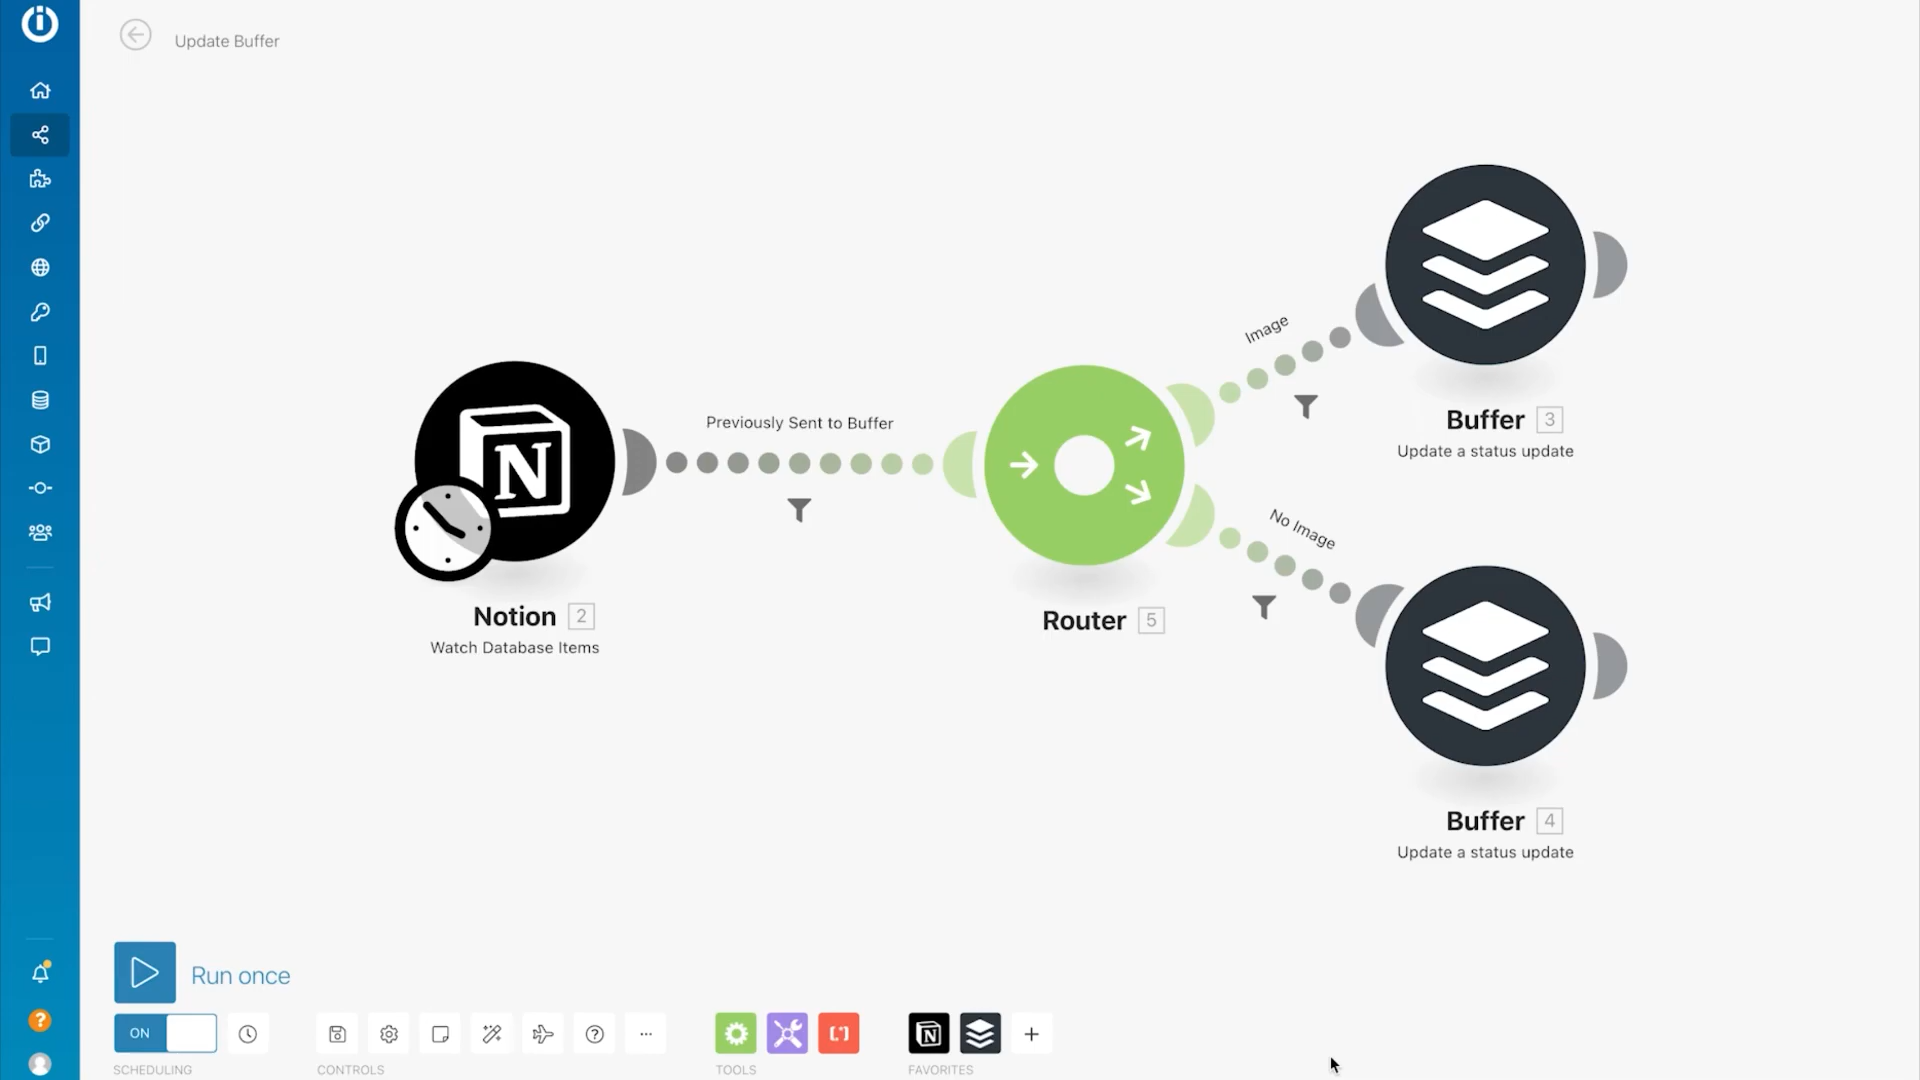 Update Buffer
Image
Buffer 3
Update a status update
Previously Sent to Buffer
N
No Image
Notion 2
Watch Database Items
Router 5
Buffer 4
Update a status update
Run once
ON
?
?
...
N
+
SCHEDULING
CONTROLS
TOOLS
FAVORITES